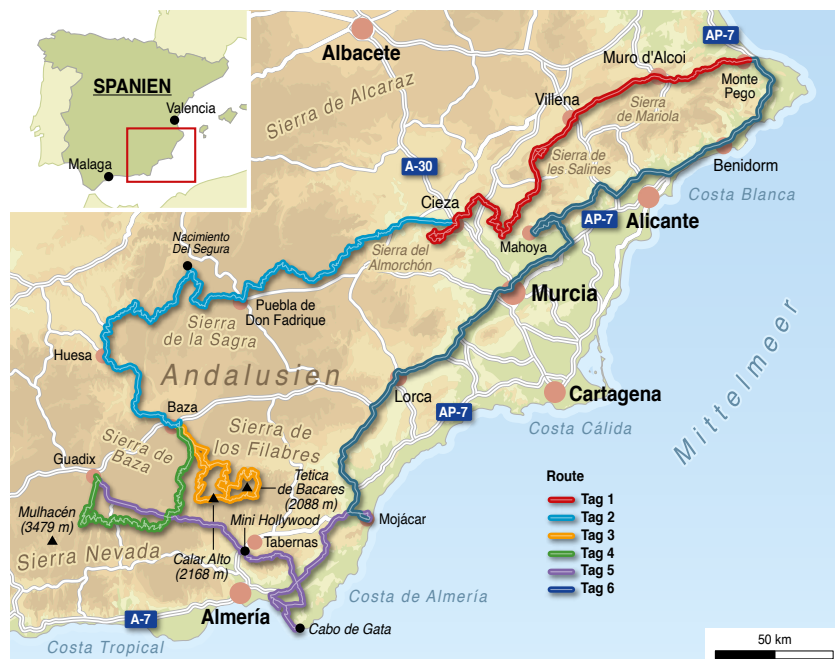 SPANIEN
Valencia
Malaga
Albacete
AP-7
Muro d'Alcoi
Monte
Pego
Sierra de Alcaraz
Villena
Sierra
de Mariola
Sierra de
les Salines
A-30
Benidorm
Costa Blanca
Cieza
AP-7
Alicante
Mahoya
Sierra del
Almorchón
Nacimiento
Del Segura
Murcia
Puebla de
Don Fadrique
Sierra
de la Sagra
Huesa
Mittelmeer
Andalusien
Lorca
Cartagena
AP-7
Costa Cálida
Baza
Sierra de
los Filabres
Sierra de
Baza
Guadix
Tetica
de Bacares
(2088 m)
Mulhacén
(3479 m)
Mini Hollywood
Mojácar
Tabernas
Sierra Nevada
Calar Alto
(2168 m)
Almería
Costa de Almería
A-7
Cabo de Gata
Costa Tropical
Route
Tag 1
Tag 2
Tag 3
Tag 4
Tag 5
Tag 6
50 km